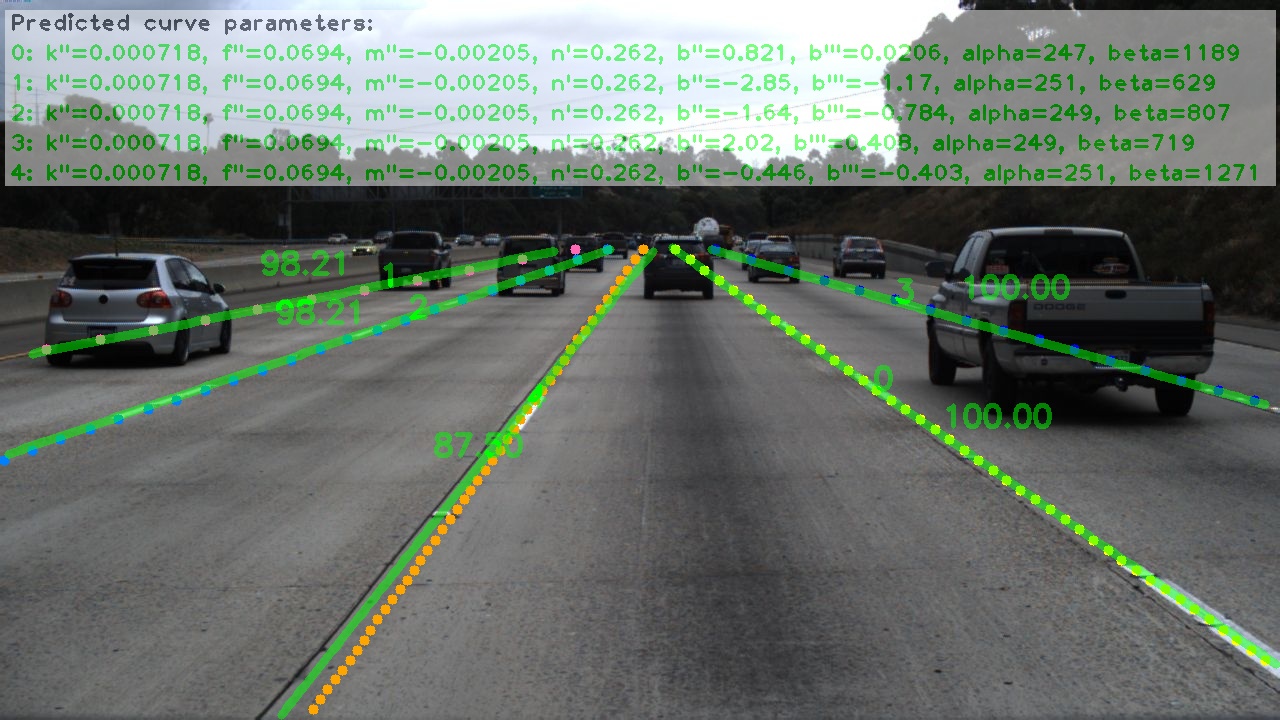 Predicted curve parameters:
0: k''=0.000718, f''=0.0694, m''=-0.00205, n'=0.262, b''=0.821, b'''=0.0206, alpha=247, beta=1189
1: k''=0.000718, f''=0.0694, m''=-0.00205, n'=0.262, b''=-2.85, b'''=-1.17, alpha=251, beta=629
2: k''=0.000718, f''=0.0694, m''=-0.00205, n'=0.262, b''=-1.64, b'''=-0.784, alpha=249, beta=807
3: k''=0.000718, f''=0.0694, m''=-0.00205, n'=0.262, b''=2.02, b'''=0.408, alpha=249, beta=719
4: k''=0.000718, f''=0.0694, m''=-0.00205, n'=0.262, b''=-0.446, b'''=-0.403, alpha=251, beta=1271
98.21
1
3
100.00
98.21
2
DODGE
0
100.00